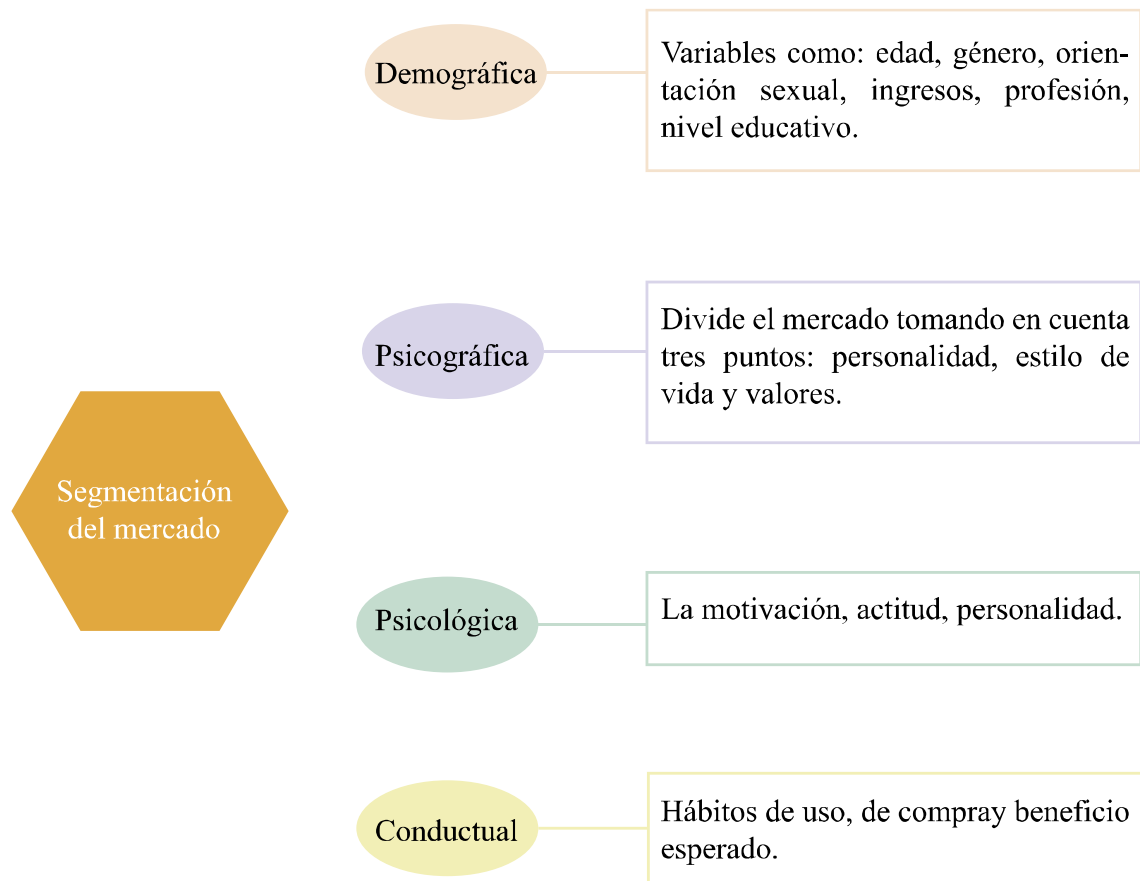 Demográfica
Variables como: edad, género, orien-
tación sexual, ingresos, profesión,
nivel educativo.
Psicográfica
Divide el mercado tomando en cuenta
tres puntos: personalidad, estilo de
vida y valores.
Segmentación
del mercado
Psicológica
La motivación, actitud, personalidad.
Conductual
Hábitos de uso, de compray beneficio
esperado.